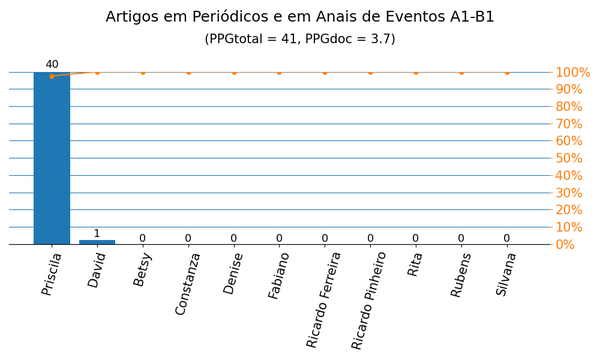 Artigos em Periódicos e em Anais de Eventos A1-B1
(PPGtotal = 41, PPGdoc = 3.7)
40
1
0
0
0
0
0
0
0
0
0
100%
90%
80%
70%
60%
50%
40%
30%
20%
10%
0%
Priscila
David
Betsy
Constanza
Denise
Fabiano
Ricardo Ferreira
Ricardo Pinheiro
Rita
Rubens
Silvana